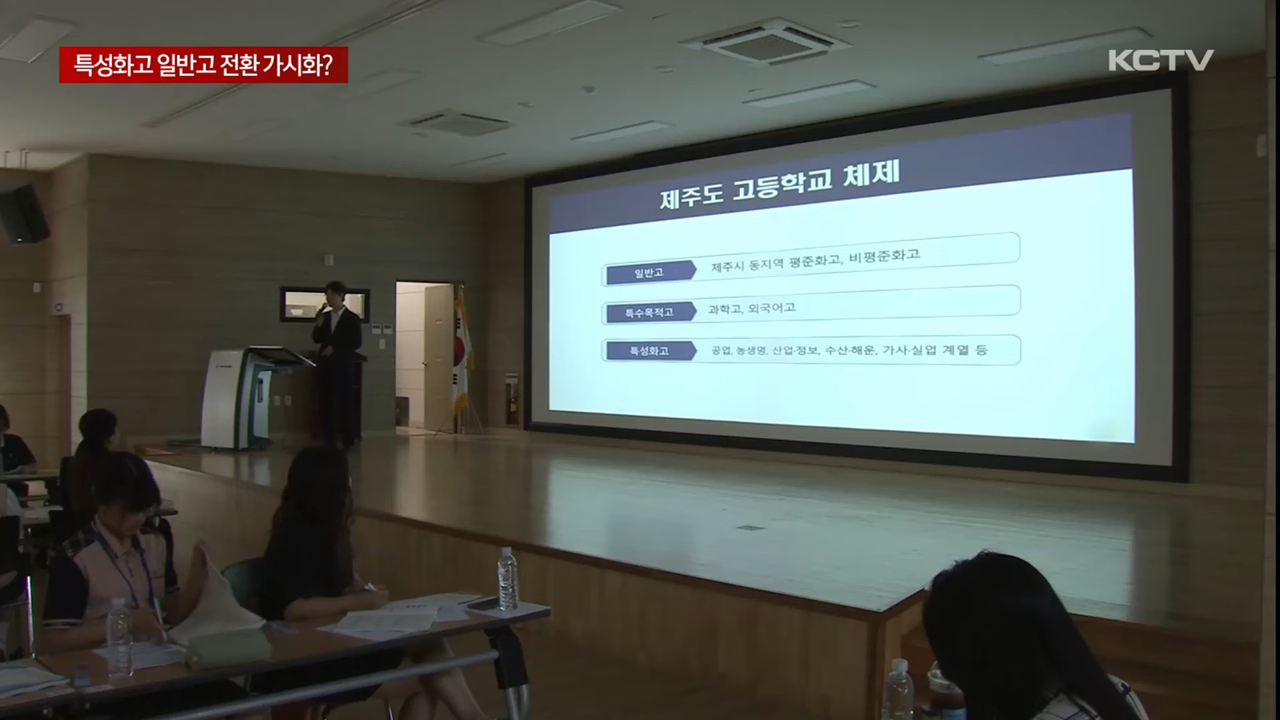 특성화고 일반고 전환 가시화?
KCTV
제주도 고등학교 체제
일반고
제주시 동지역 평준화고, 비평준화고
특수목적고
과학고, 외국어고
특성화고
공업, 농생명, 산업·정보, 수산·해운, 가사·실업 계열 등